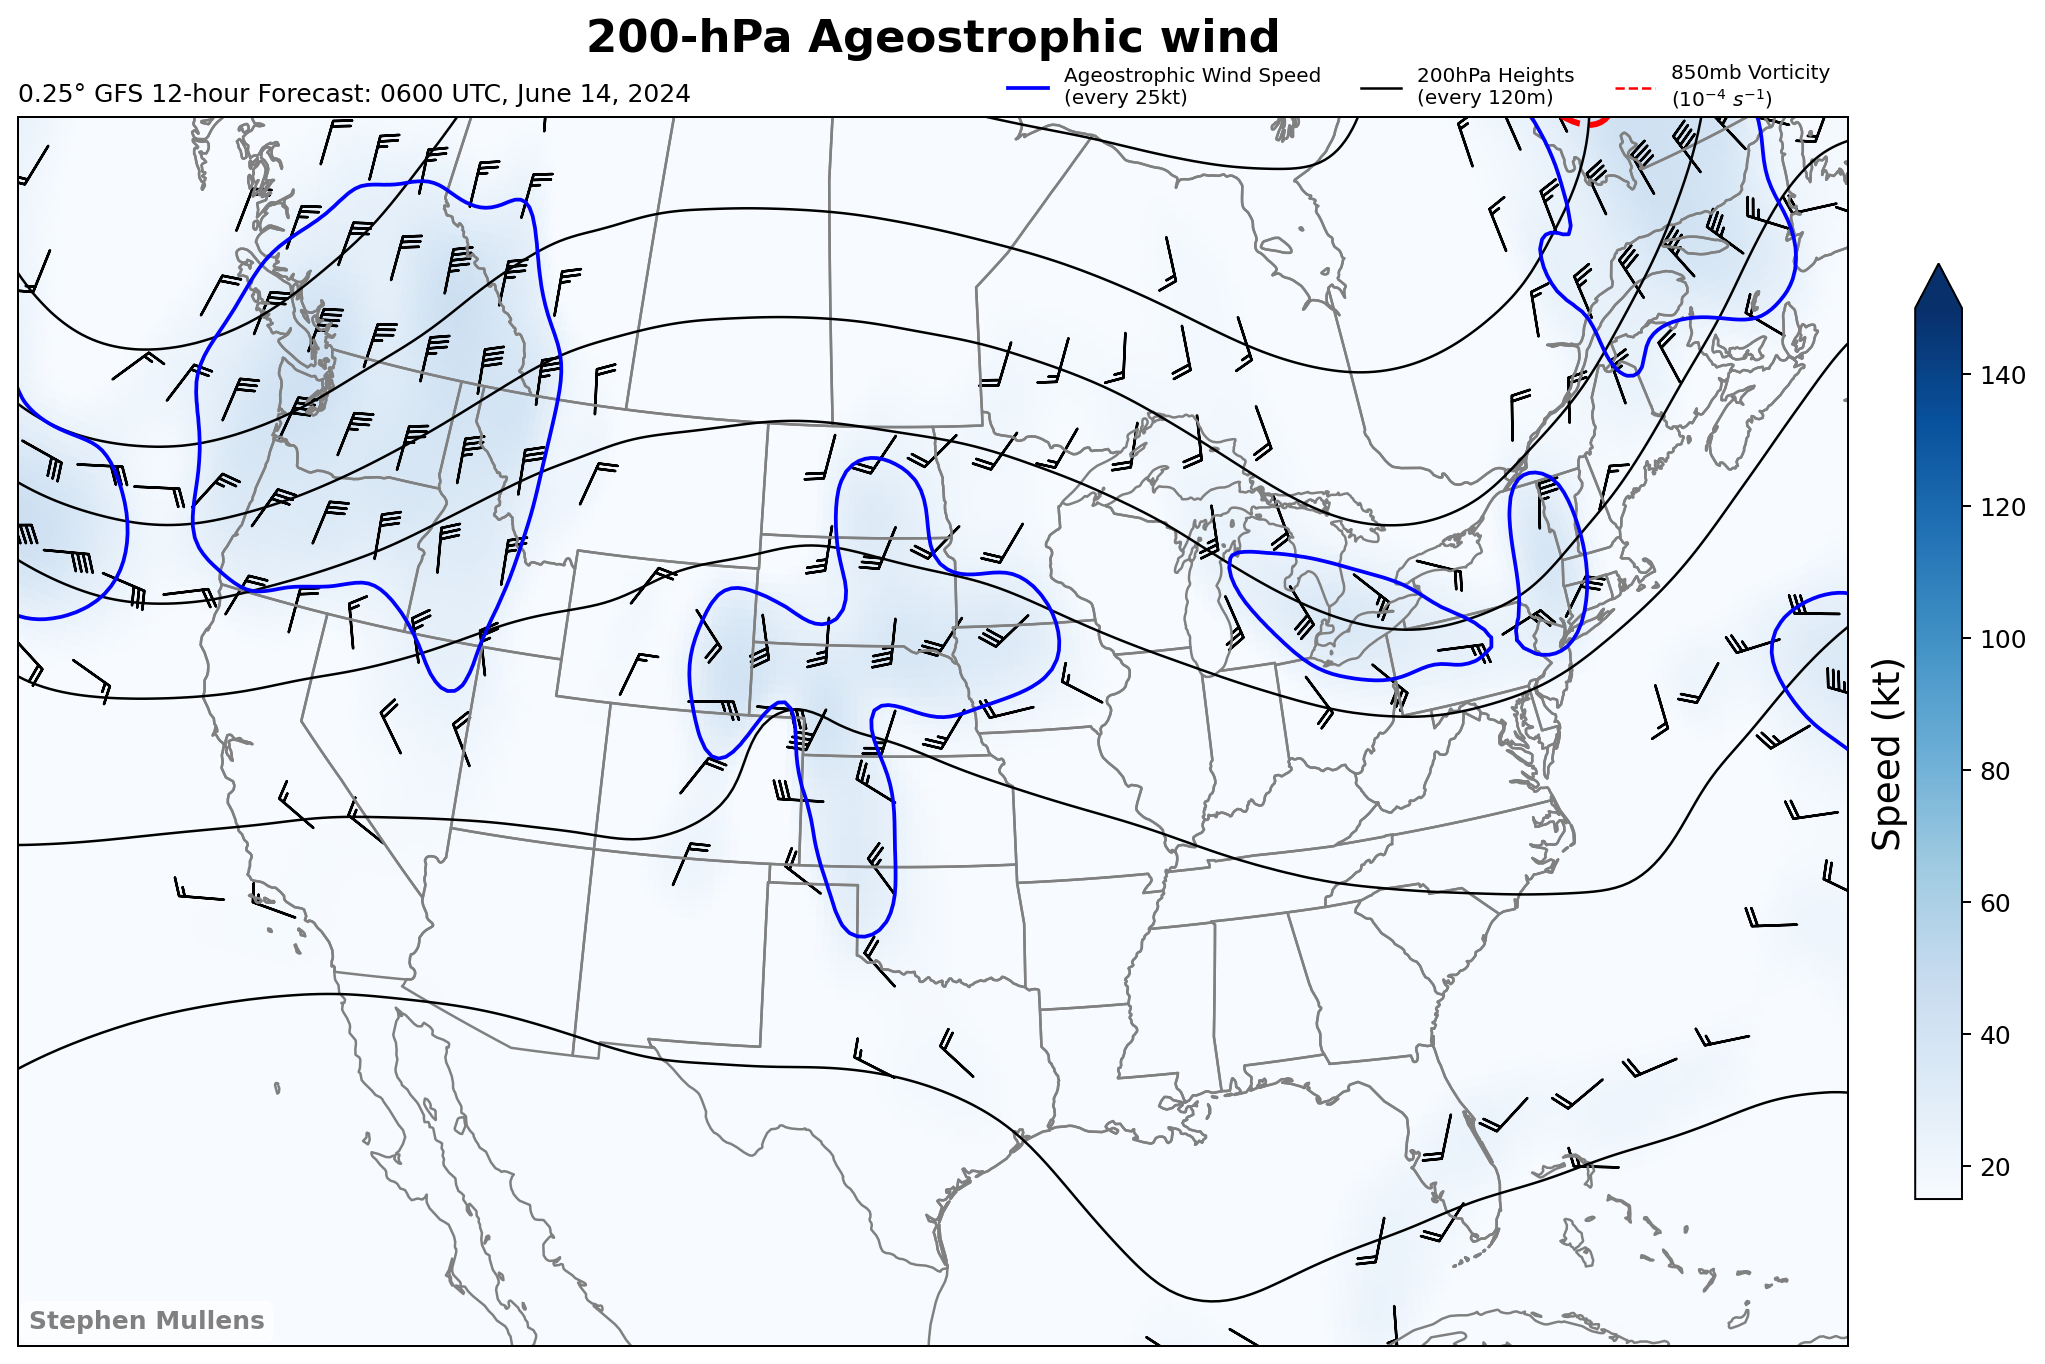 200-hPa Ageostrophic wind
0.25° GFS 12-hour Forecast: 0600 UTC, June 14, 2024
Ageostrophic Wind Speed
(every 25kt)
200hPa Heights
(every 120m)
850mb Vorticity
(10⁻⁴ s⁻¹)
140
120
100
80
60
40
20
Speed (kt)
Stephen Mullens